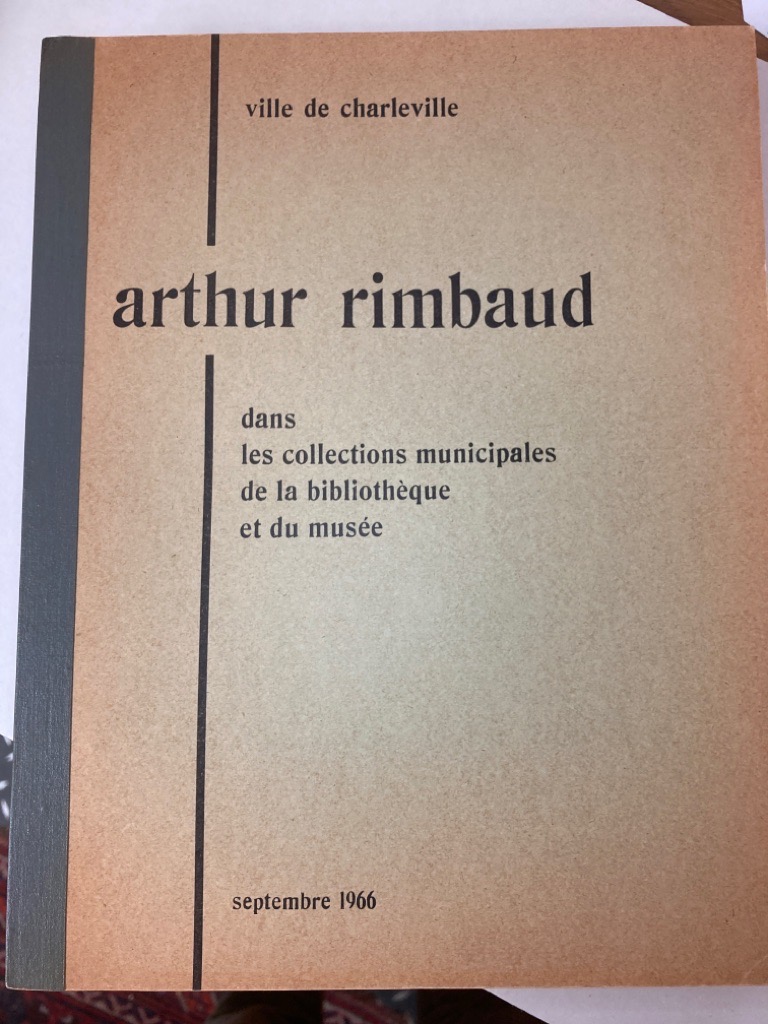 ville de charleville
arthur rimbaud
dans
les collections municipales
de la bibliothèque
et du musée
septembre 1966